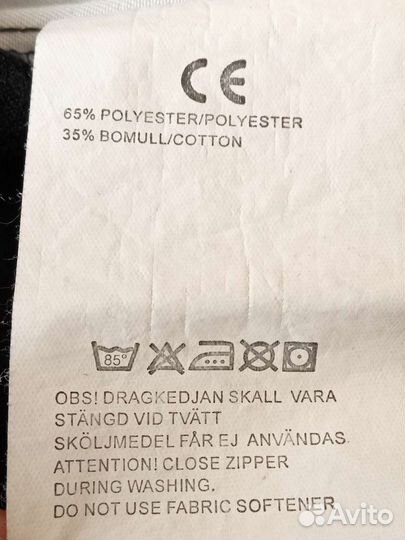 CE
65% POLYESTER/POLYESTER
35% BOMULL/COTTON
85°
OBS! DRAGKEDJAN SKALL VARA
STÄNGD VID TVÄTT
SKÖLJMEDEL FÅR EJ ANVÄNDAS
ATTENTION! CLOSE ZIPPER
DURING WASHING.
DO NOT USE FABRIC SOFTENER
Avito